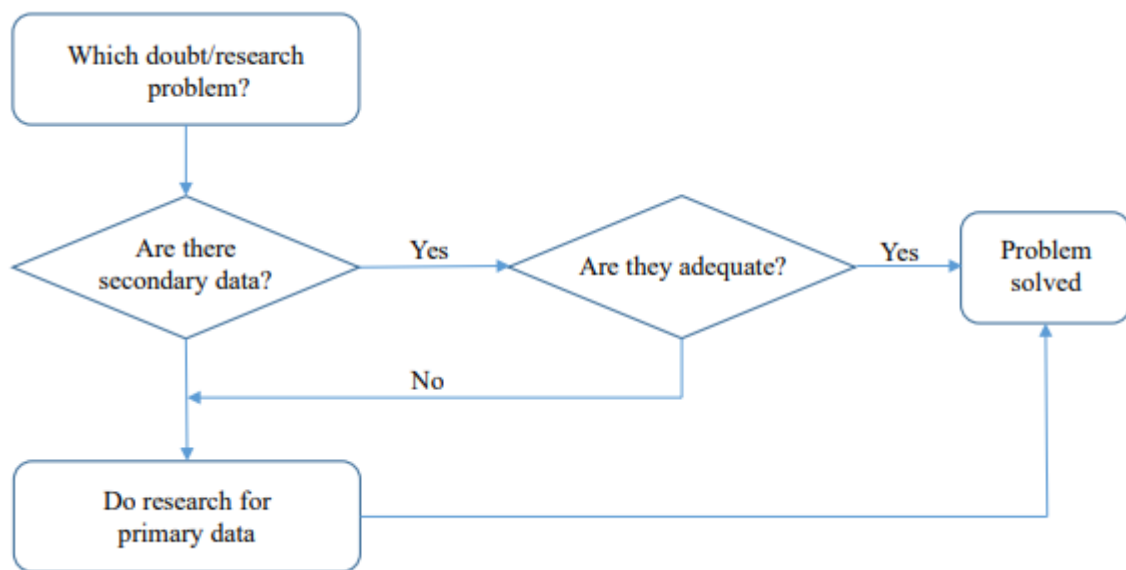 Which doubt/research
problem?
Are there
secondary data?
Yes
Are they adequate?
Yes
Problem
solved
No
Do research for
primary data